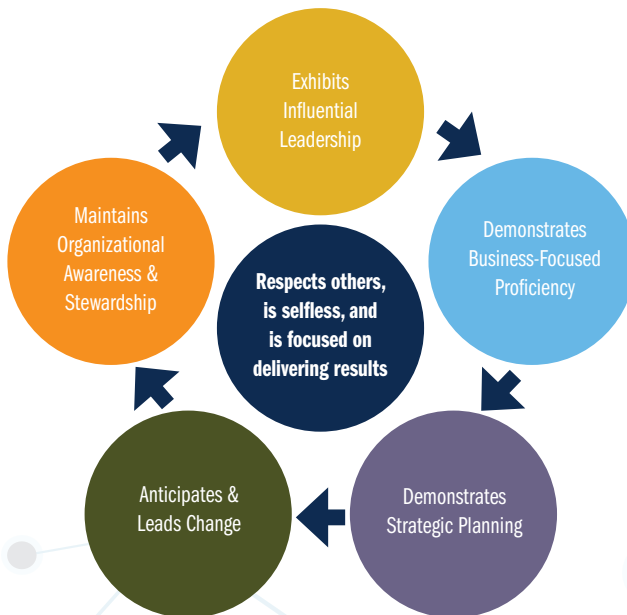 Exhibits
Influential
Leadership
Demonstrates
Business-Focused
Proficiency
Demonstrates
Strategic Planning
Anticipates &
Leads Change
Maintains
Organizational
Awareness &
Stewardship
Respects others,
is selfless, and
is focused on
delivering results